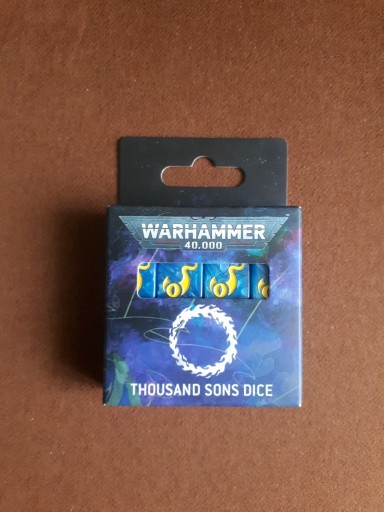 WARHAMMER
40,000
THOUSAND SONS DICE